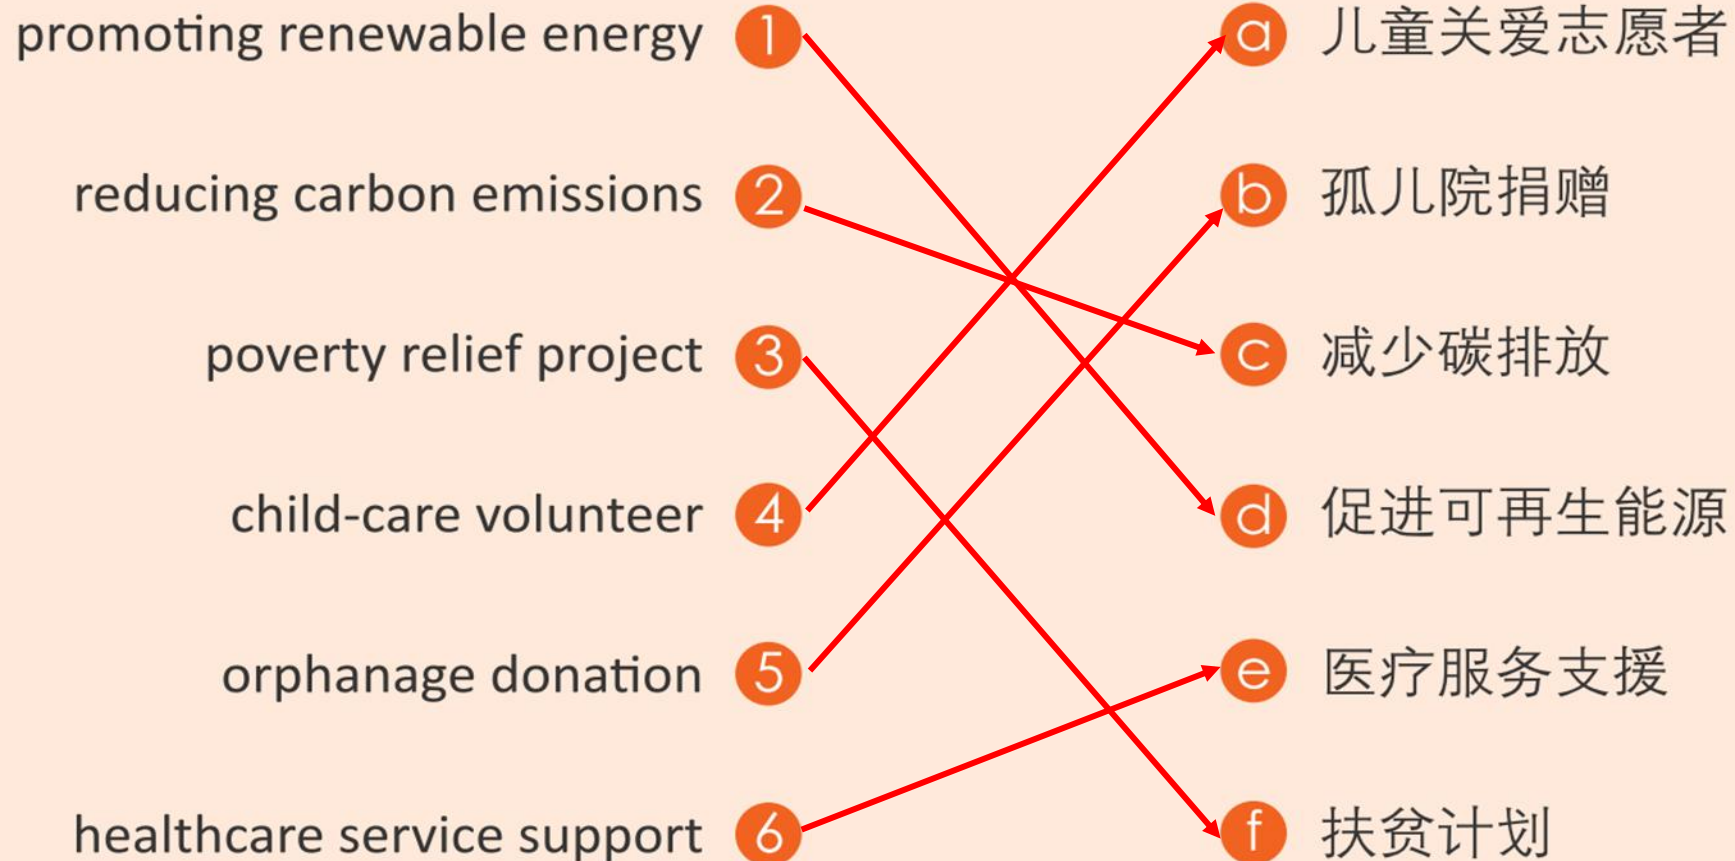 promoting renewable energy 1 a 儿童关爱志愿者
reducing carbon emissions 2 b 孤儿院捐赠
poverty relief project 3 c 减少碳排放
child-care volunteer 4 d 促进可再生能源
orphanage donation 5 e 医疗服务支援
healthcare service support 6 f 扶贫计划